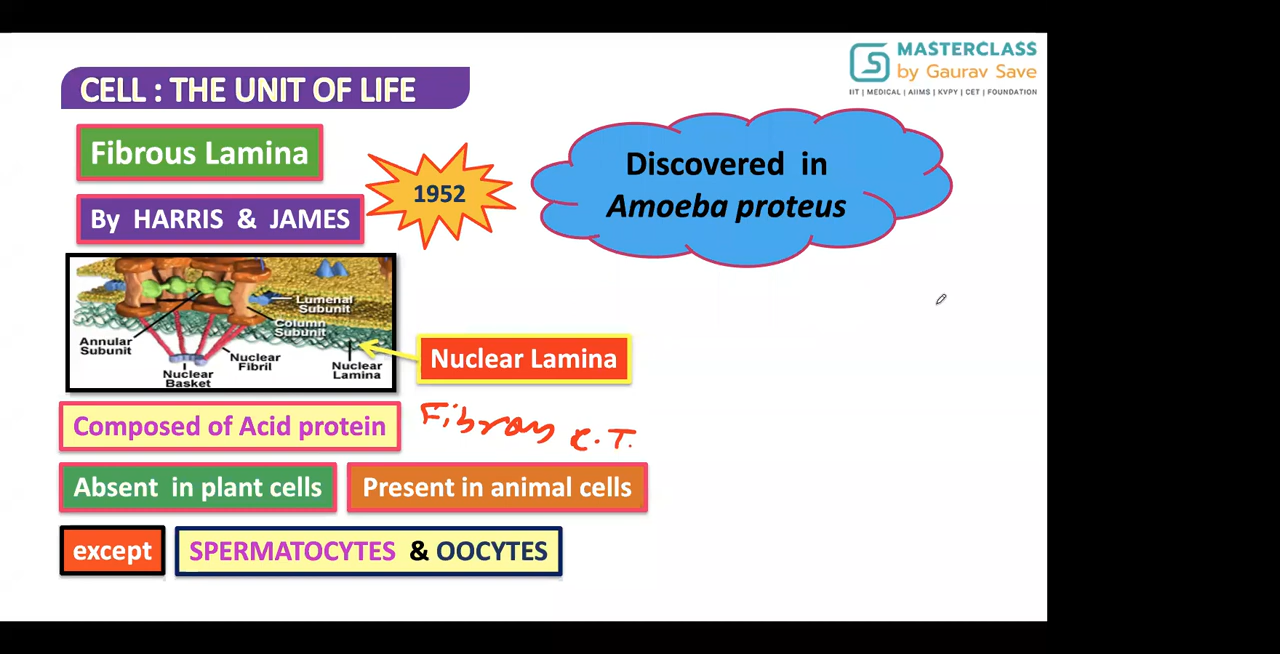 MASTERCLASS
by Gaurav Save
IIT | MEDICAL | AIIMS | KVPY | CET | FOUNDATION
CELL : THE UNIT OF LIFE
Fibrous Lamina
By HARRIS & JAMES
1952
Discovered in
Amoeba proteus
Lumenal
Subunit
Column
Subunit
Annular
Subunit
Nuclear
Fibril
Nuclear
Basket
Nuclear
Lamina
Nuclear Lamina
Composed of Acid protein
Fibrous C.T.
Absent in plant cells
Present in animal cells
except
SPERMATOCYTES & OOCYTES